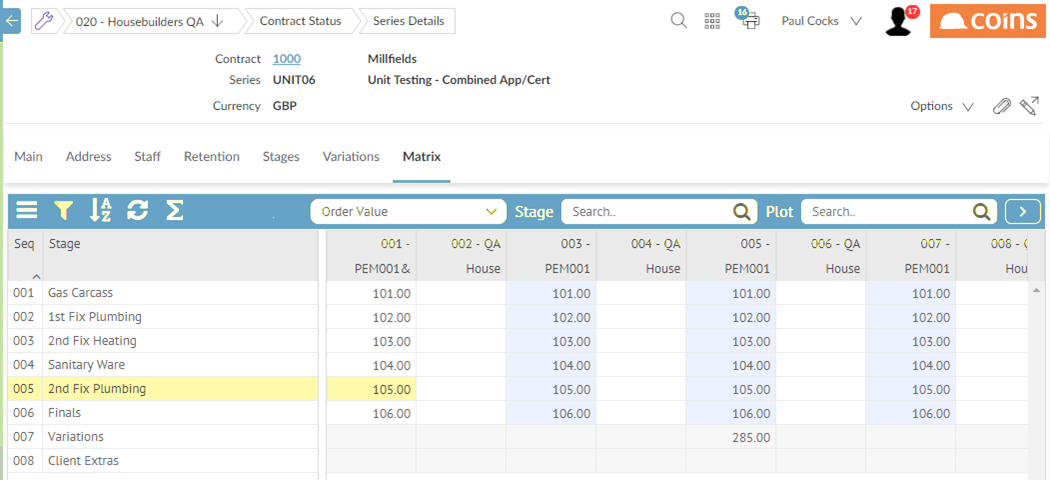 020 - Housebuilders QA Contract Status Series Details 16 Paul Cocks 17 coins
Contract 1000 Millfields
Series UNIT06 Unit Testing - Combined App/Cert
Currency GBP Options
Main Address Staff Retention Stages Variations Matrix
Order Value Stage Search.. Plot Search..
Seq Stage 001 - 002 - QA 003 - 004 - QA 005 - 006 - QA 007 - 008 -
PEM001& House PEM001 House PEM001 House PEM001 Hou
001 Gas Carcass 101.00 101.00 101.00 101.00
002 1st Fix Plumbing 102.00 102.00 102.00 102.00
003 2nd Fix Heating 103.00 103.00 103.00 103.00
004 Sanitary Ware 104.00 104.00 104.00 104.00
005 2nd Fix Plumbing 105.00 105.00 105.00 105.00
006 Finals 106.00 106.00 106.00 106.00
007 Variations 285.00
008 Client Extras